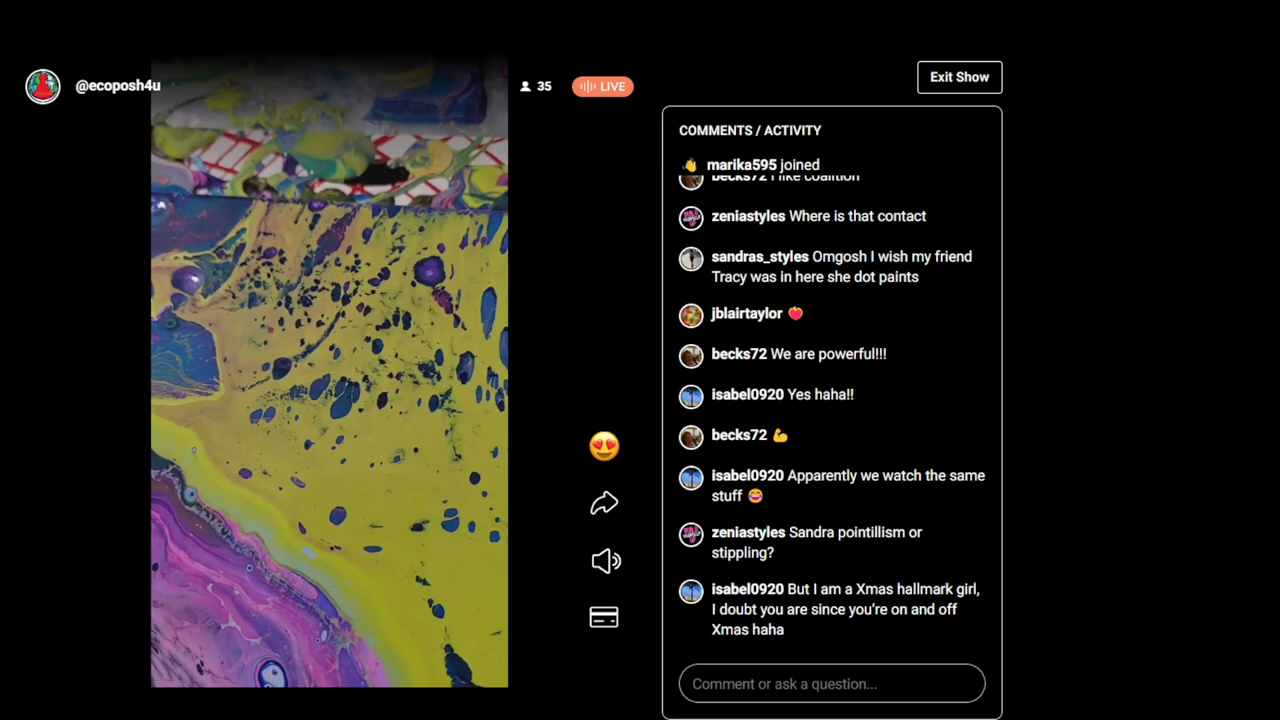 @ecoposh4u
35
LIVE
Exit Show
COMMENTS / ACTIVITY
marika595 joined
becks72 I like coalition
zeniastyles Where is that contact
sandras_styles Omgosh I wish my friend
Tracy was in here she dot paints
jblairtaylor
becks72 We are powerful!!!
isabel0920 Yes haha!!
becks72
isabel0920 Apparently we watch the same
stuff
zeniastyles Sandra pointillism or
stippling?
isabel0920 But I am a Xmas hallmark girl,
I doubt you are since you’re on and off
Xmas haha
Comment or ask a question...